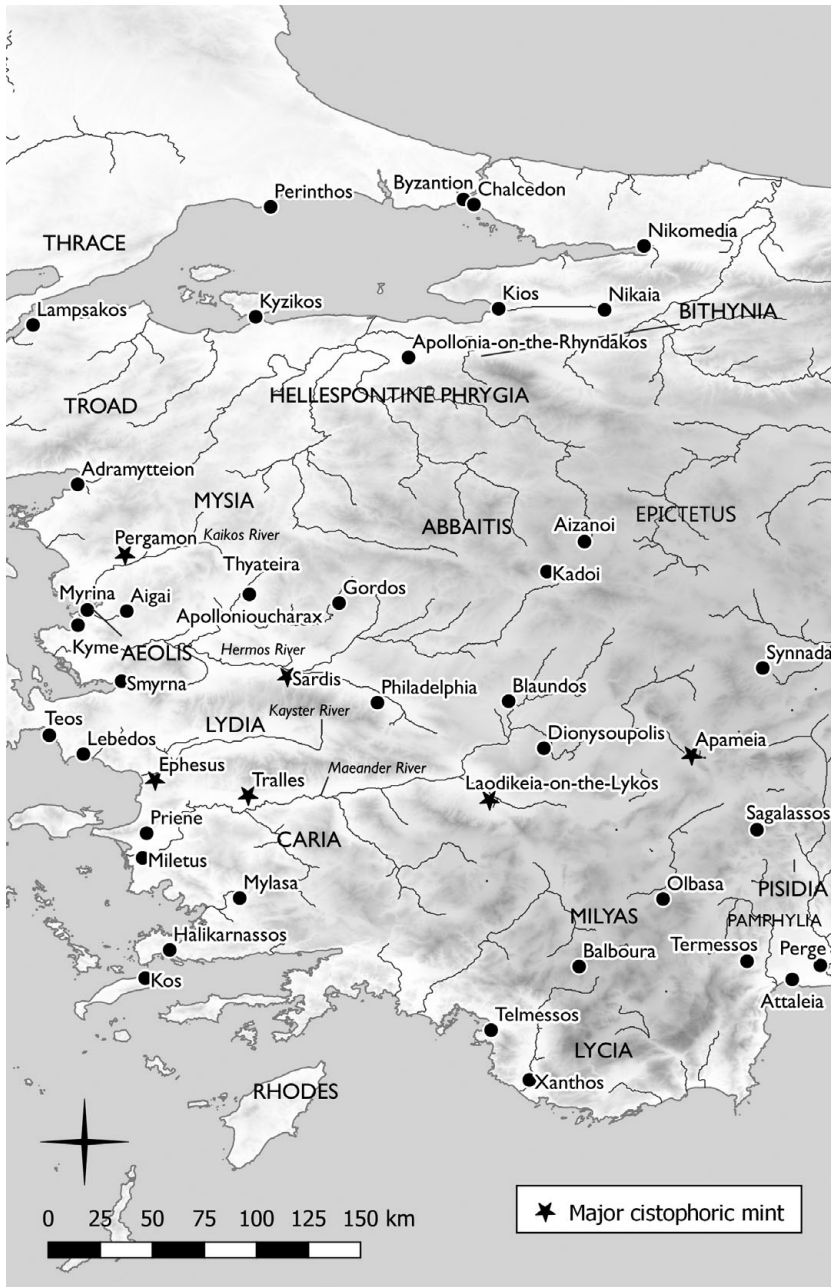 Byzantion
Chalcedon
Perinthos
THRACE
Nikomedia
Lampsakos
Kyzikos
Kios
Nikaia
BITHYNIA
Apollonia-on-the-Rhyndakos
TROAD
HELLESPONTINE PHRYGIA
Adramytteion
MYSIA
ABBAITIS
EPICTETUS
Aizanoi
Pergamon
Kaikos River
Kadoi
Thyateira
Myrina
Aigai
Gordos
Apollonioucharax
Kyme
AEOLIS
Hermos River
Synnada
Smyrna
Sardis
Philadelphia
Blaundos
Kayster River
Teos
LYDIA
Lebedos
Dionysoupolis
Apameia
Ephesus
Tralles
Maeander River
Laodikeia-on-the-Lykos
Priene
CARIA
Sagalassos
Miletus
Mylasa
Olbasa
PISIDIA
MILYAS
PAMPHYLIA
Halikarnassos
Balboura
Termessos
Perge
Kos
Attaleia
Telmessos
LYCIA
Xanthos
RHODES
0 25 50 75 100 125 150 km
Major cistophoric mint